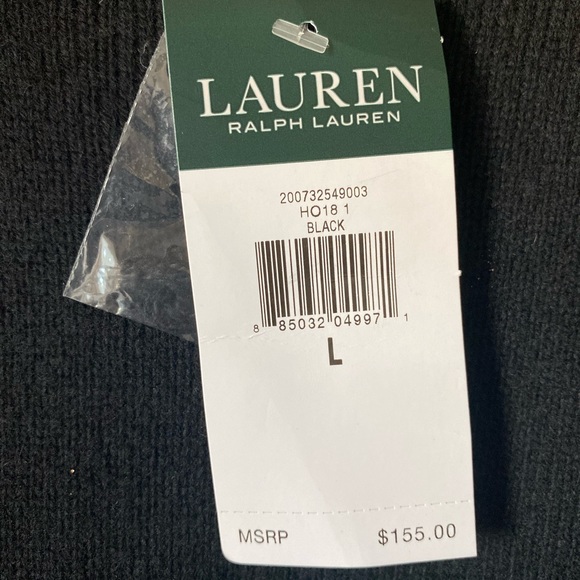 LAUREN
RALPH LAUREN
200732549003
HO18 1
BLACK
8 85032 04997 1
L
MSRP $155.00